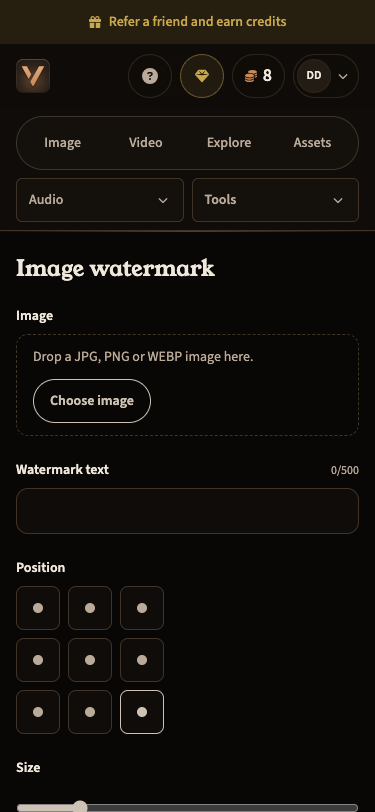 Refer a friend and earn credits
?
8
DD
Image
Video
Explore
Assets
Audio
Tools
Image watermark
Image
Drop a JPG, PNG or WEBP image here.
Choose image
Watermark text
0/500
Position
Size